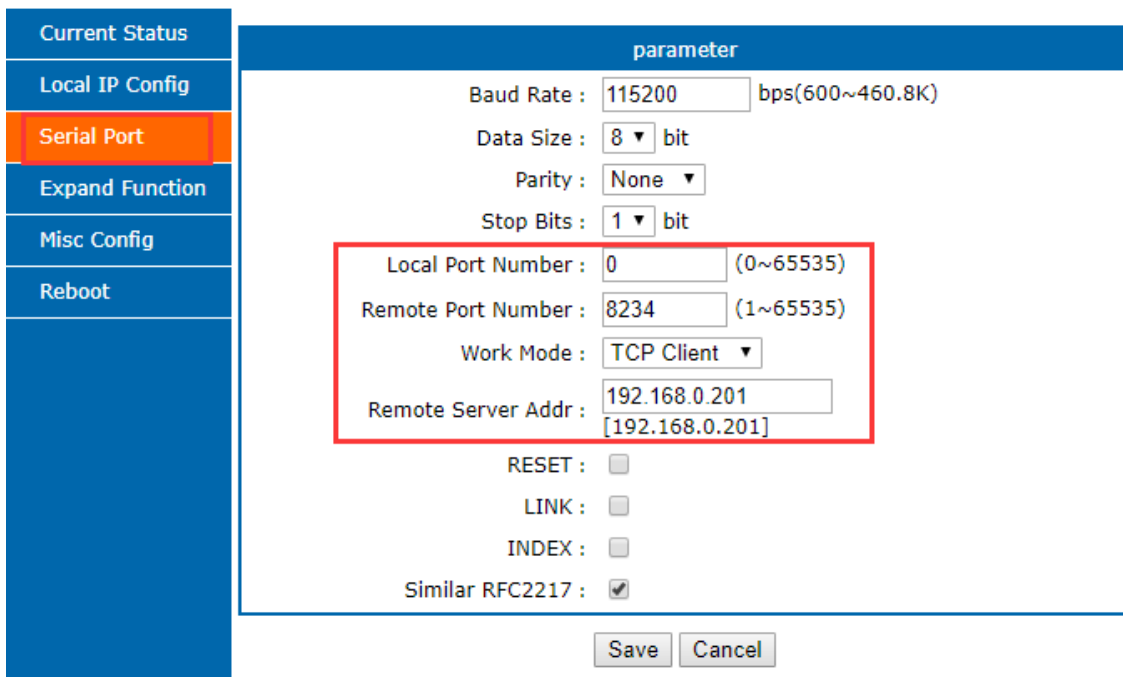 Current Status
Local IP Config
Serial Port
Expand Function
Misc Config
Reboot
parameter
Baud Rate : 115200 bps(600~460.8K)
Data Size : 8 bit
Parity : None
Stop Bits : 1 bit
Local Port Number : 0 (0~65535)
Remote Port Number : 8234 (1~65535)
Work Mode : TCP Client
Remote Server Addr : 192.168.0.201
[192.168.0.201]
RESET :
LINK :
INDEX :
Similar RFC2217 :
Save Cancel